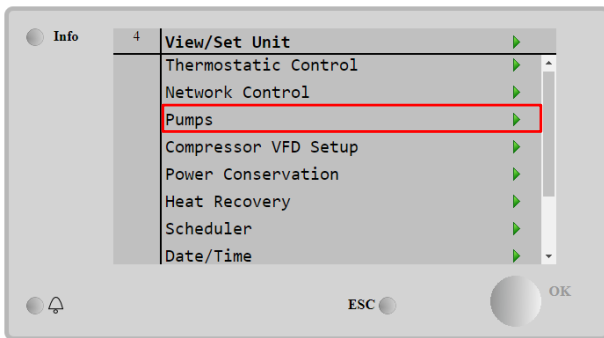 Info
4 View/Set Unit
Thermostatic Control
Network Control
Pumps
Compressor VFD Setup
Power Conservation
Heat Recovery
Scheduler
Date/Time
ESC OK